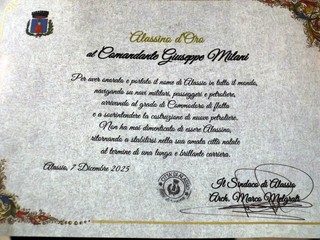 Alassino d'Oro
al Comandante Giuseppe Milani
Per aver onorato e portato il nome di Alassio in tutto il mondo,
navigando su navi militari, passeggeri e petroliere,
arrivando al grado di Commodoro di flotta
e a sovrintendere la costruzione di nuove petroliere.
Non ha mai dimenticato di essere Alassino,
ritornando a stabilirsi nella sua amata città natale
al termine di una lunga e brillante carriera.
Alassio, 7 Dicembre 2025
Il Sindaco di Alassio
Arch. Marco Melgrati